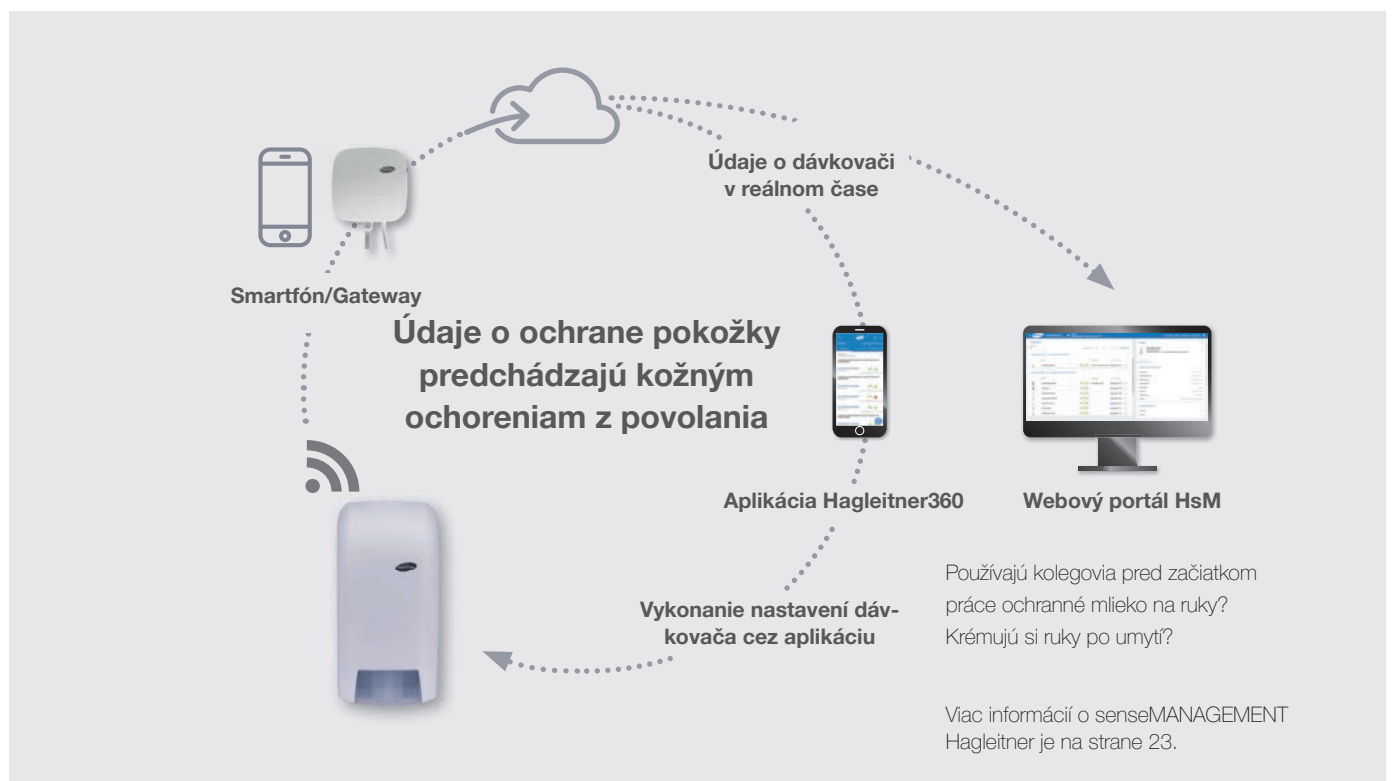 Údaje o dávkovači
v reálnom čase
Smartfón/Gateway
Údaje o ochrane pokožky
predchádzajú kožným
ochoreniam z povolania
Aplikácia Hagleitner360
Webový portál HsM
Vykonanie nastavení dáv-
kovača cez aplikáciu
Používajú kolegovia pred začiatkom
práce ochranné mlieko na ruky?
Krémujú si ruky po umytí?
Viac informácií o senseMANAGEMENT
Hagleitner je na strane 23.